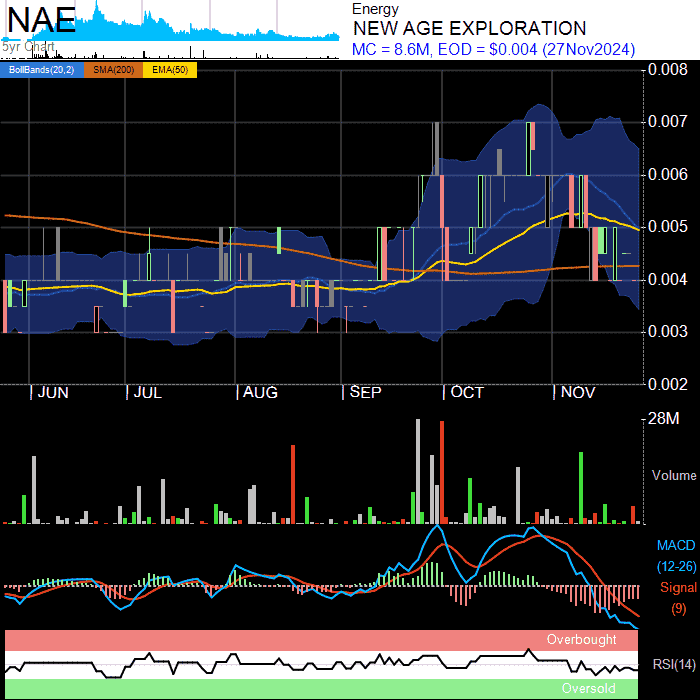 NAE
5yr Chart
Energy
NEW AGE EXPLORATION
MC = 8.6M, EOD = $0.004 (27Nov2024)
BollBands(20,2) SMA(200) EMA(50)
0.008
0.007
0.006
0.005
0.004
0.003
0.002
JUN JUL AUG SEP OCT NOV
28M
Volume
MACD
(12-26)
Signal
(9)
Overbought
RSI(14)
Oversold